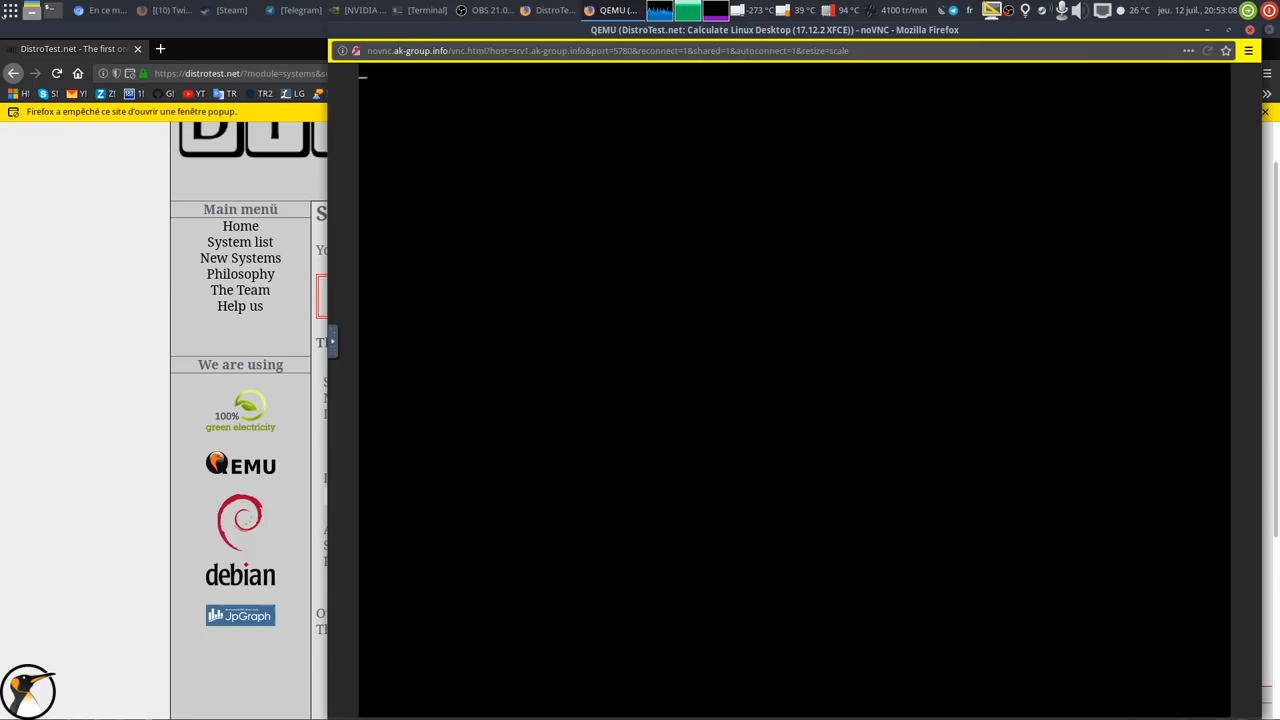 En ce m...
(10) Twi...
[Steam]
[Telegram]
[NVIDIA ...
[Terminal]
OBS 21.0...
DistroTe...
QEMU (...
-273 °C
39 °C
94 °C
4100 tr/min
fr
26 °C
jeu. 12 juil., 20:53:08
QEMU (DistroTest.net: Calculate Linux Desktop (17.12.2 XFCE)) - noVNC - Mozilla Firefox
DistroTest.net - The first on
novnc.ak-group.info/vnc.html?host=srv1.ak-group.info&port=5780&reconnect=1&shared=1&autoconnect=1&resize=scale
https://distrotest.net/?module=systems&s
H!
S!
Y!
Z!
1!
G!
YT
TR
TR2
LG
Firefox a empêché ce site d'ouvrir une fenêtre popup.
Main menü
Home
System list
New Systems
Philosophy
The Team
Help us
We are using
100%
green electricity
QEMU
debian
JpGraph